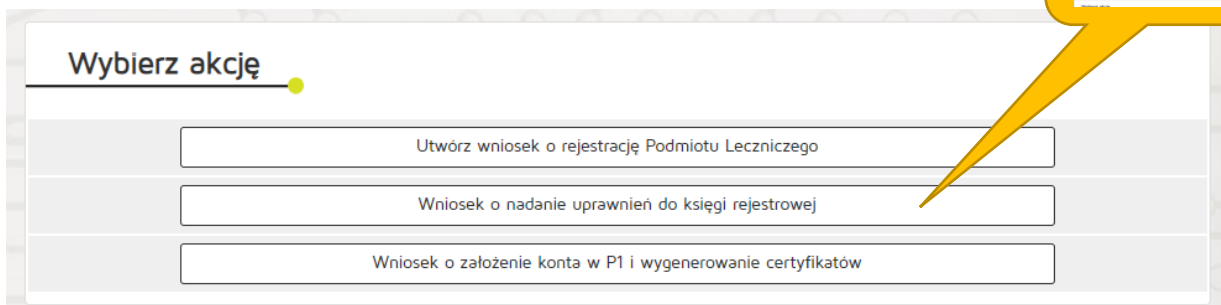 Wybierz akcję
Utwórz wniosek o rejestrację Podmiotu Leczniczego
Wniosek o nadanie uprawnień do księgi rejestrowej
Wniosek o założenie konta w P1 i wygenerowanie certyfikatów